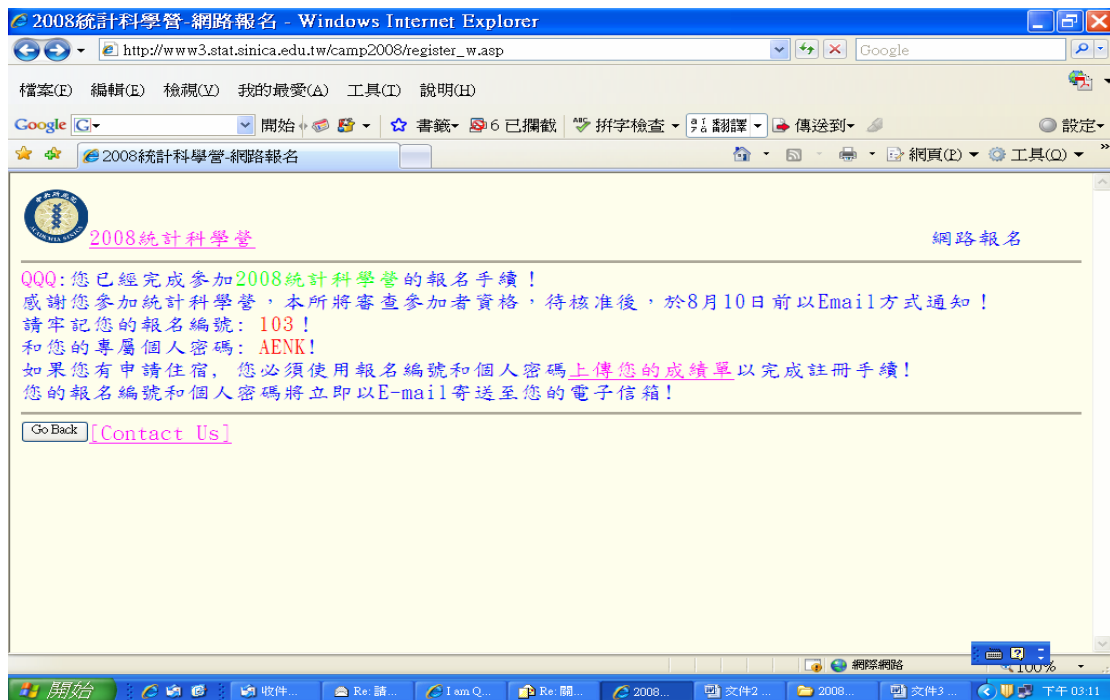 2008統計科學營-網路報名 - Windows Internet Explorer
http://www3.stat.sinica.edu.tw/camp2008/register_w.asp
Google
檔案(F) 編輯(E) 檢視(V) 我的最愛(A) 工具(T) 說明(H)
Google G 開始 書籤 6 已攔截 拼字檢查 翻譯 傳送到 設定
2008統計科學營-網路報名 網頁(P) 工具(O)
2008統計科學營 網路報名
QQQ:您已經完成參加2008統計科學營的報名手續！
感謝您參加統計科學營，本所將審查參加者資格，待核准後，於8月10日前以Email方式通知！
請牢記您的報名編號: 103！
和您的專屬個人密碼: AENK!
如果您有申請住宿, 您必須使用報名編號和個人密碼上傳您的成績單以完成註冊手續!
您的報名編號和個人密碼將立即以E-mail寄送至您的電子信箱!
Go Back [Contact Us]
網際網路 100%
開始 收件... Re: 請... I am Q... Re: 關... 2008... 文件2 ... 2008... 文件3 ... 下午 03:11